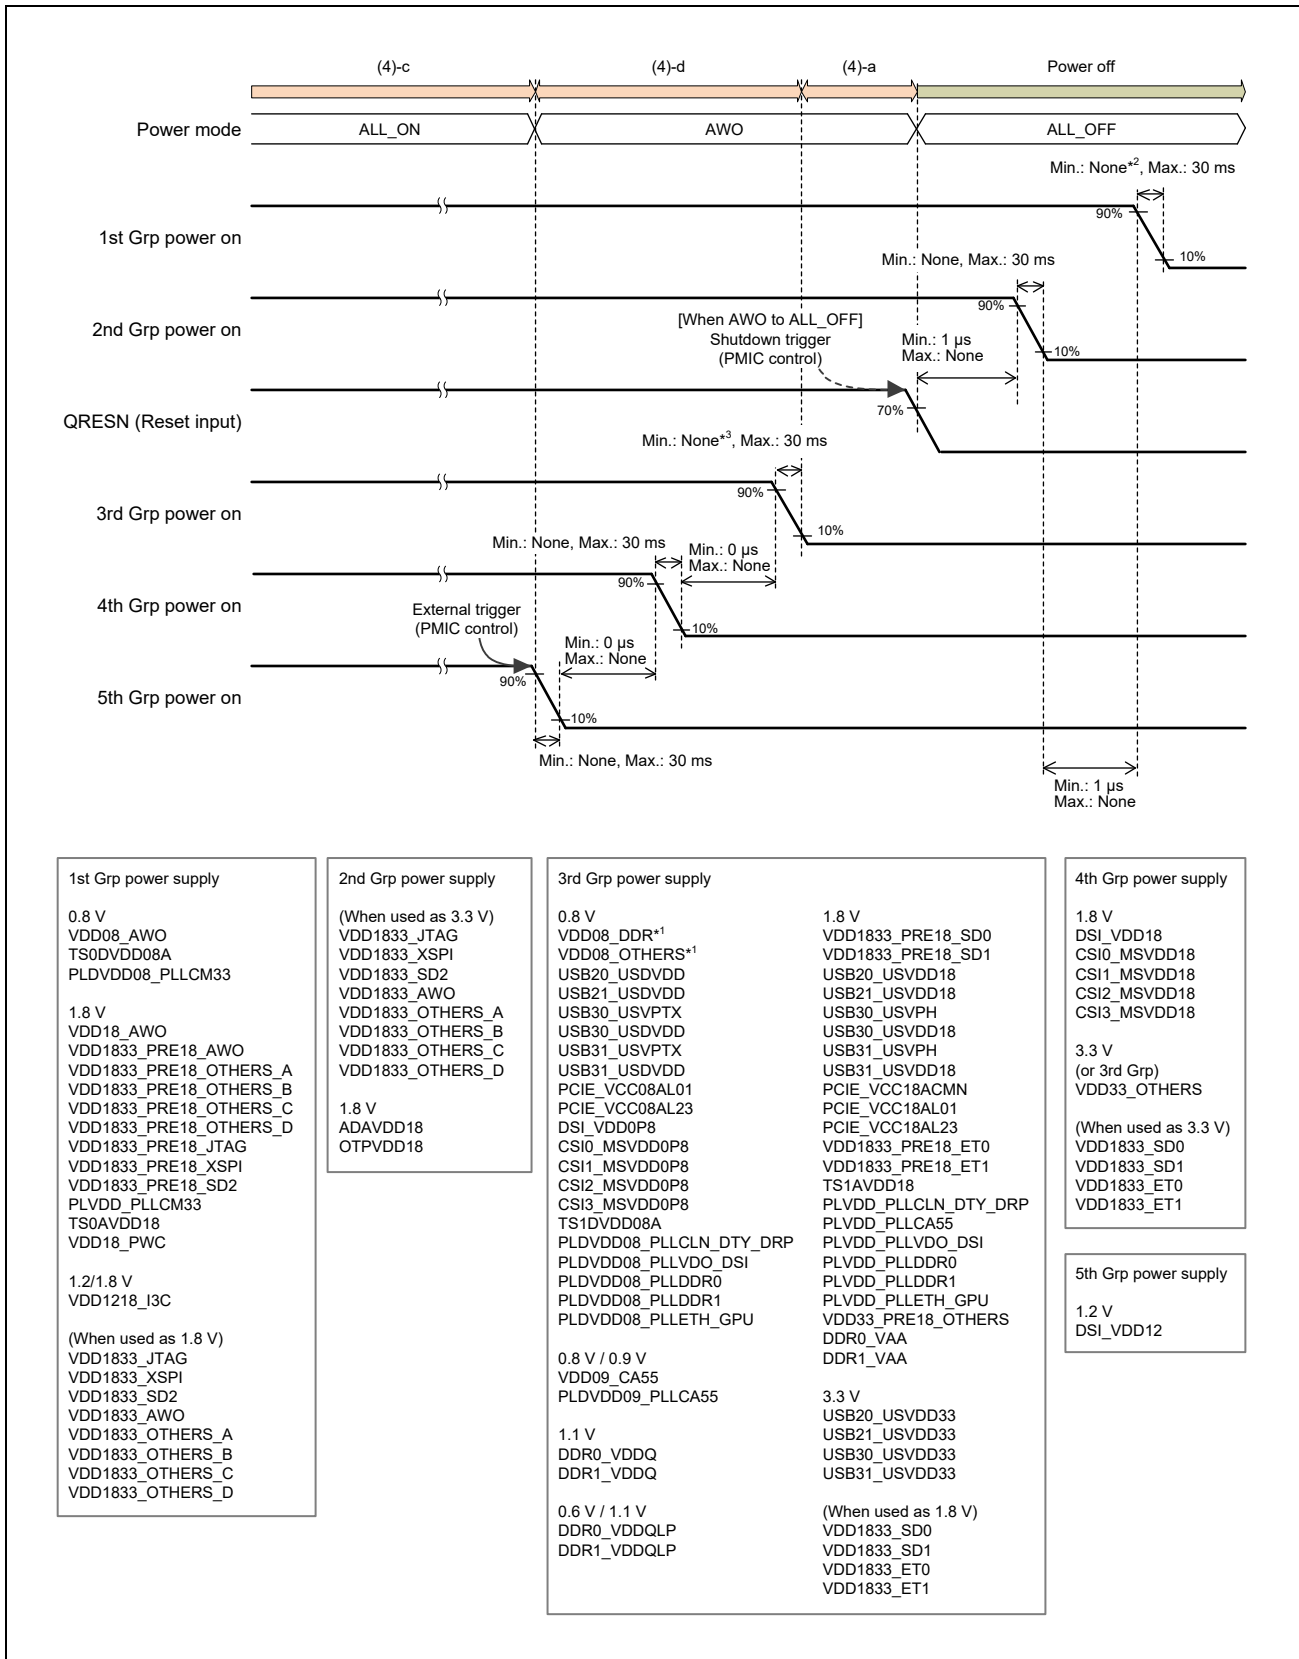 (4)-c (4)-d (4)-a Power off
Power mode ALL_ON AWO ALL_OFF
Min.: None*2, Max.: 30 ms
90%
1st Grp power on
10%
Min.: None, Max.: 30 ms
90%
2nd Grp power on
[When AWO to ALL_OFF]
Shutdown trigger
(PMIC control)
Min.: 1 µs
Max.: None
10%
70%
QRESN (Reset input)
Min.: None*3, Max.: 30 ms
90%
3rd Grp power on
10%
Min.: None, Max.: 30 ms
Min.: 0 µs
Max.: None
90%
4th Grp power on
External trigger
(PMIC control)
10%
Min.: 0 µs
Max.: None
90%
5th Grp power on
10%
Min.: None, Max.: 30 ms
Min.: 1 µs
Max.: None
1st Grp power supply
0.8 V
VDD08_AWO
TS0DVDD08A
PLDVDD08_PLLCM33
1.8 V
VDD18_AWO
VDD1833_PRE18_AWO
VDD1833_PRE18_OTHERS_A
VDD1833_PRE18_OTHERS_B
VDD1833_PRE18_OTHERS_C
VDD1833_PRE18_OTHERS_D
VDD1833_PRE18_JTAG
VDD1833_PRE18_XSPI
VDD1833_PRE18_SD2
PLVDD_PLLCM33
TS0AVDD18
VDD18_PWC
1.2/1.8 V
VDD1218_I3C
(When used as 1.8 V)
VDD1833_JTAG
VDD1833_XSPI
VDD1833_SD2
VDD1833_AWO
VDD1833_OTHERS_A
VDD1833_OTHERS_B
VDD1833_OTHERS_C
VDD1833_OTHERS_D
2nd Grp power supply
(When used as 3.3 V)
VDD1833_JTAG
VDD1833_XSPI
VDD1833_SD2
VDD1833_AWO
VDD1833_OTHERS_A
VDD1833_OTHERS_B
VDD1833_OTHERS_C
VDD1833_OTHERS_D
1.8 V
ADAVDD18
OTPVDD18
3rd Grp power supply
0.8 V
VDD08_DDR*1
VDD08_OTHERS*1
USB20_USDVDD
USB21_USDVDD
USB30_USVPTX
USB30_USDVDD
USB31_USVPTX
USB31_USDVDD
PCIE_VCC08AL01
PCIE_VCC08AL23
DSI_VDD0P8
CSI0_MSVDD0P8
CSI1_MSVDD0P8
CSI2_MSVDD0P8
CSI3_MSVDD0P8
TS1DVDD08A
PLDVDD08_PLLCLN_DTY_DRP
PLDVDD08_PLLVDO_DSI
PLDVDD08_PLLDDR0
PLDVDD08_PLLDDR1
PLDVDD08_PLLETH_GPU
0.8 V / 0.9 V
VDD09_CA55
PLDVDD09_PLLCA55
1.1 V
DDR0_VDDQ
DDR1_VDDQ
0.6 V / 1.1 V
DDR0_VDDQLP
DDR1_VDDQLP
1.8 V
VDD1833_PRE18_SD0
VDD1833_PRE18_SD1
USB20_USVDD18
USB21_USVDD18
USB30_USVPH
USB30_USVDD18
USB31_USVPH
USB31_USVDD18
PCIE_VCC18ACMN
PCIE_VCC18AL01
PCIE_VCC18AL23
VDD1833_PRE18_ET0
VDD1833_PRE18_ET1
TS1AVDD18
PLVDD_PLLCLN_DTY_DRP
PLVDD_PLLCA55
PLVDD_PLLVDO_DSI
PLVDD_PLLDDR0
PLVDD_PLLDDR1
PLVDD_PLLETH_GPU
VDD33_PRE18_OTHERS
DDR0_VAA
DDR1_VAA
3.3 V
USB20_USVDD33
USB21_USVDD33
USB30_USVDD33
USB31_USVDD33
(When used as 1.8 V)
VDD1833_SD0
VDD1833_SD1
VDD1833_ET0
VDD1833_ET1
4th Grp power supply
1.8 V
DSI_VDD18
CSI0_MSVDD18
CSI1_MSVDD18
CSI2_MSVDD18
CSI3_MSVDD18
3.3 V
(or 3rd Grp)
VDD33_OTHERS
(When used as 3.3 V)
VDD1833_SD0
VDD1833_SD1
VDD1833_ET0
VDD1833_ET1
5th Grp power supply
1.2 V
DSI_VDD12